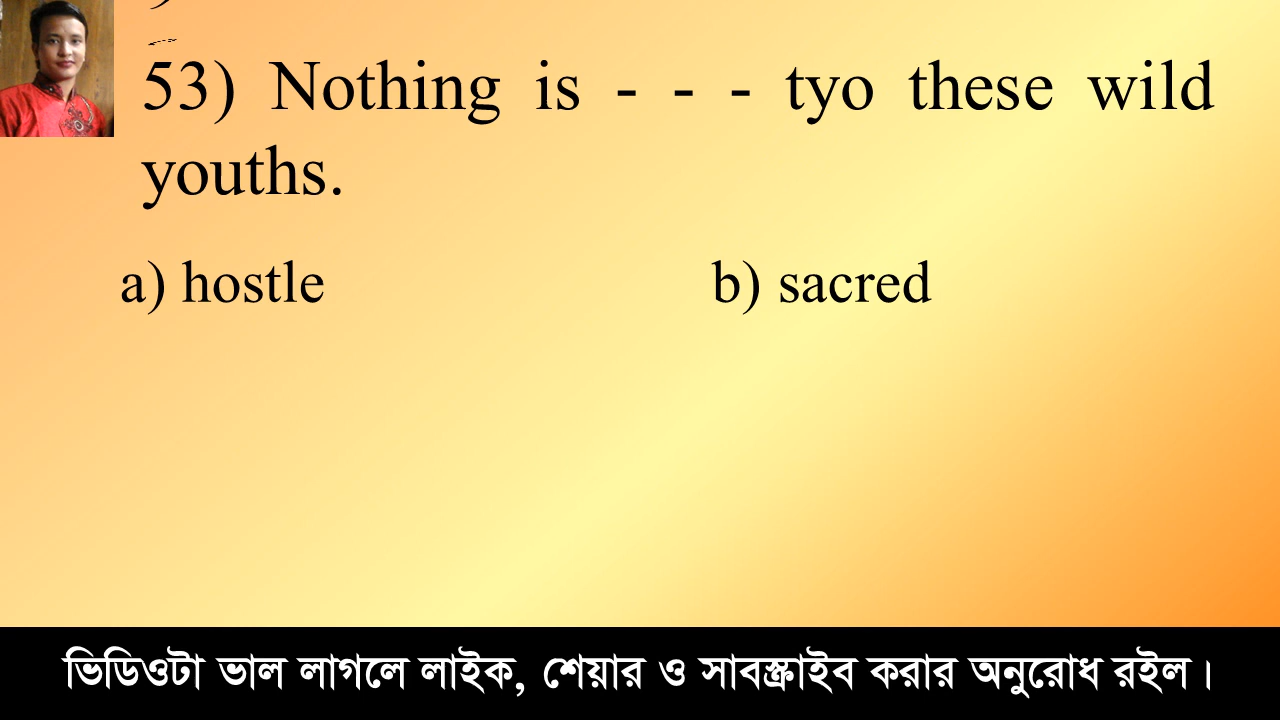 53) Nothing is - - - tyo these wild
youths.
a) hostle b) sacred
ভিডিওটা ভাল লাগলে লাইক, শেয়ার ও সাবস্ক্রাইব করার অনুরোধ রইল।